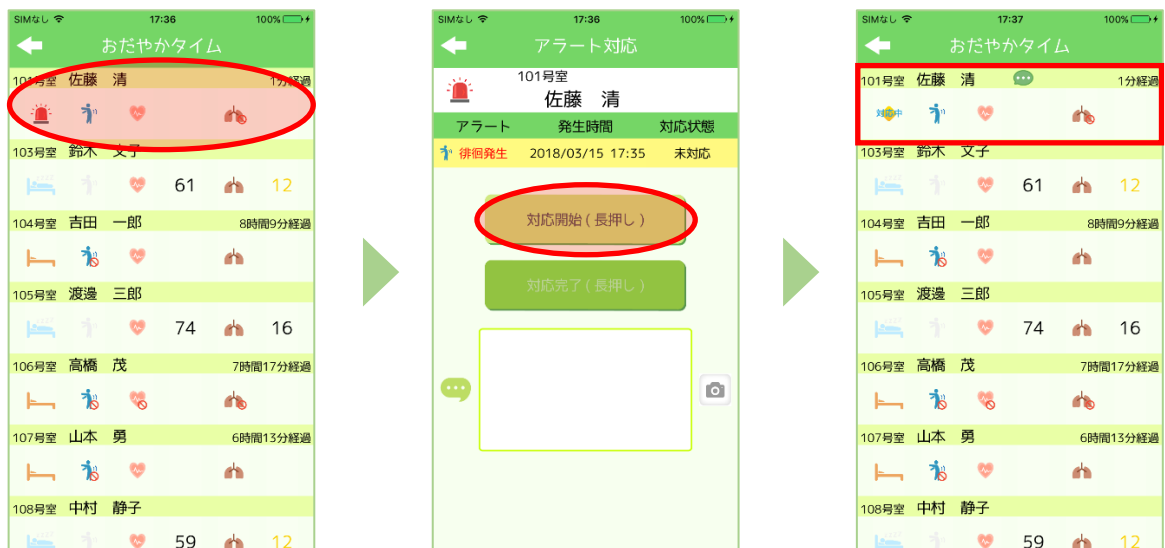 SIMなし 17:36 100%
おだやかタイム
101号室 佐藤 清 1分経過
103号室 鈴木 文子
61 12
104号室 吉田 一郎 8時間9分経過
105号室 渡邊 三郎
74 16
106号室 高橋 茂 7時間17分経過
107号室 山本 勇 6時間13分経過
108号室 中村 静子
59 12
SIMなし 17:36 100%
アラート対応
101号室
佐藤 清
アラート 発生時間 対応状態
徘徊発生 2018/03/15 17:35 未対応
対応開始(長押し)
対応完了(長押し)
SIMなし 17:37 100%
おだやかタイム
101号室 佐藤 清 1分経過
対応中
103号室 鈴木 文子
61 12
104号室 吉田 一郎 8時間9分経過
105号室 渡邊 三郎
74 16
106号室 高橋 茂 7時間17分経過
107号室 山本 勇 6時間13分経過
108号室 中村 静子
59 12